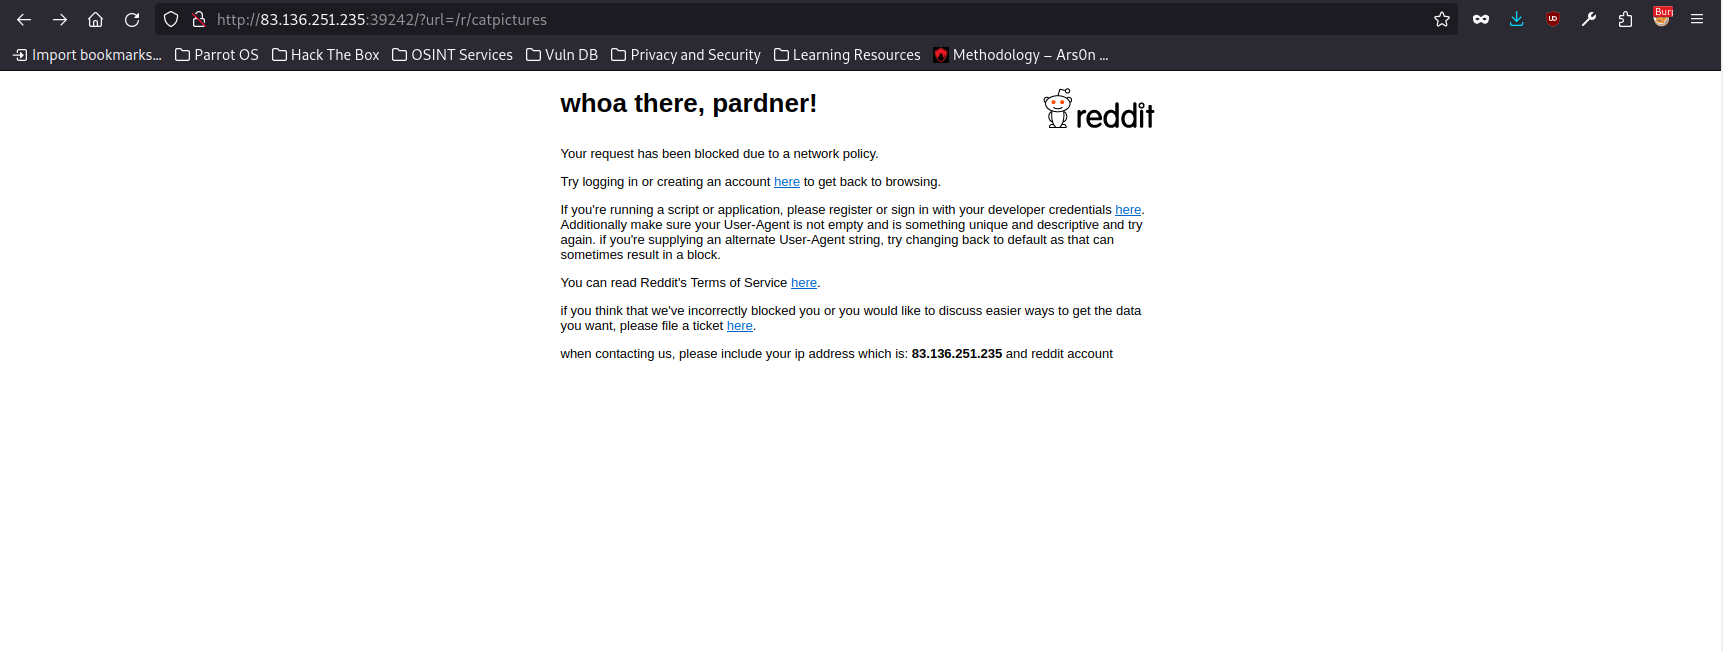 http://83.136.251.235:39242/?url=/r/catpictures
UO
Burp
Import bookmarks...
Parrot OS
Hack The Box
OSINT Services
Vuln DB
Privacy and Security
Learning Resources
Methodology – Ars0n ...
whoa there, pardner!
reddit
Your request has been blocked due to a network policy.
Try logging in or creating an account here to get back to browsing.
If you're running a script or application, please register or sign in with your developer credentials here.
Additionally make sure your User-Agent is not empty and is something unique and descriptive and try
again. if you're supplying an alternate User-Agent string, try changing back to default as that can
sometimes result in a block.
You can read Reddit's Terms of Service here.
if you think that we've incorrectly blocked you or you would like to discuss easier ways to get the data
you want, please file a ticket here.
when contacting us, please include your ip address which is: 83.136.251.235 and reddit account